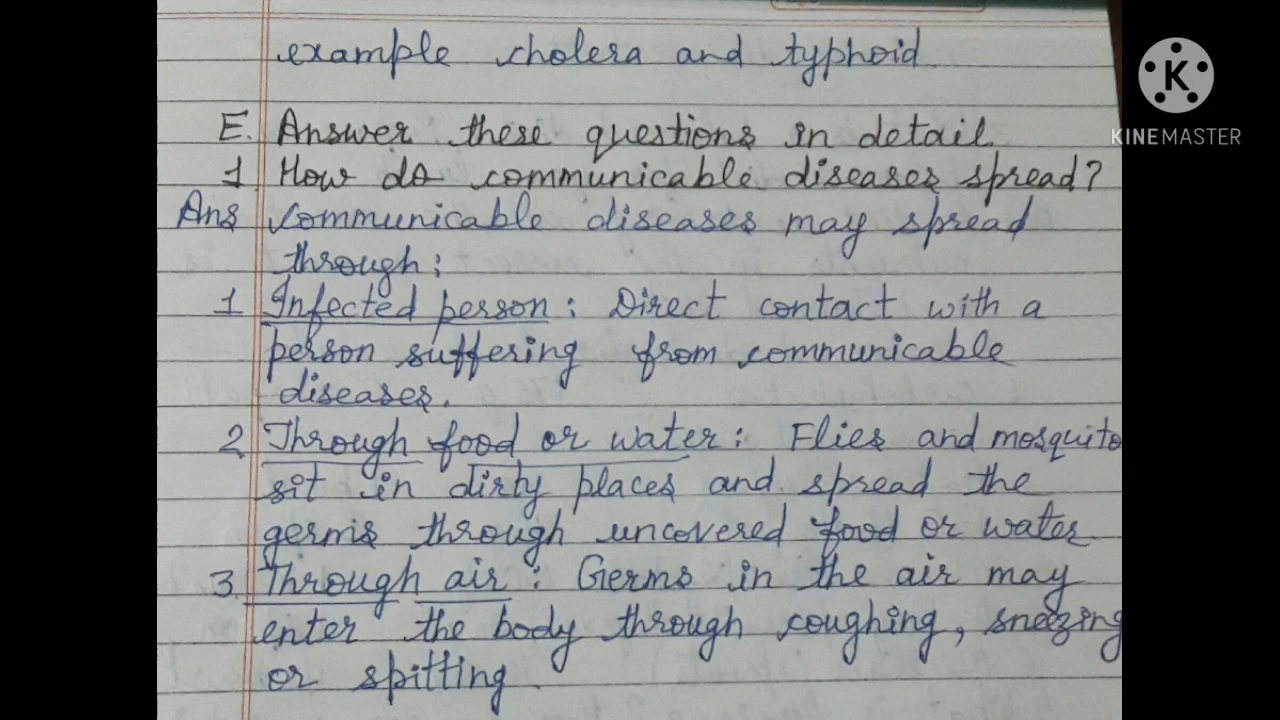 example cholera and typhoid
E. Answer these questions in detail.
1 How do communicable diseases spread?
Ans communicable diseases may spread
through:
1 Infected person: Direct contact with a
person suffering from communicable
diseases.
2 Through food or water: Flies and mosquito
sit in dirty places and spread the
germs through uncovered food or water
3. Through air: Germs in the air may
enter the body through coughing, sneezing
or spitting.
K
KINEMASTER